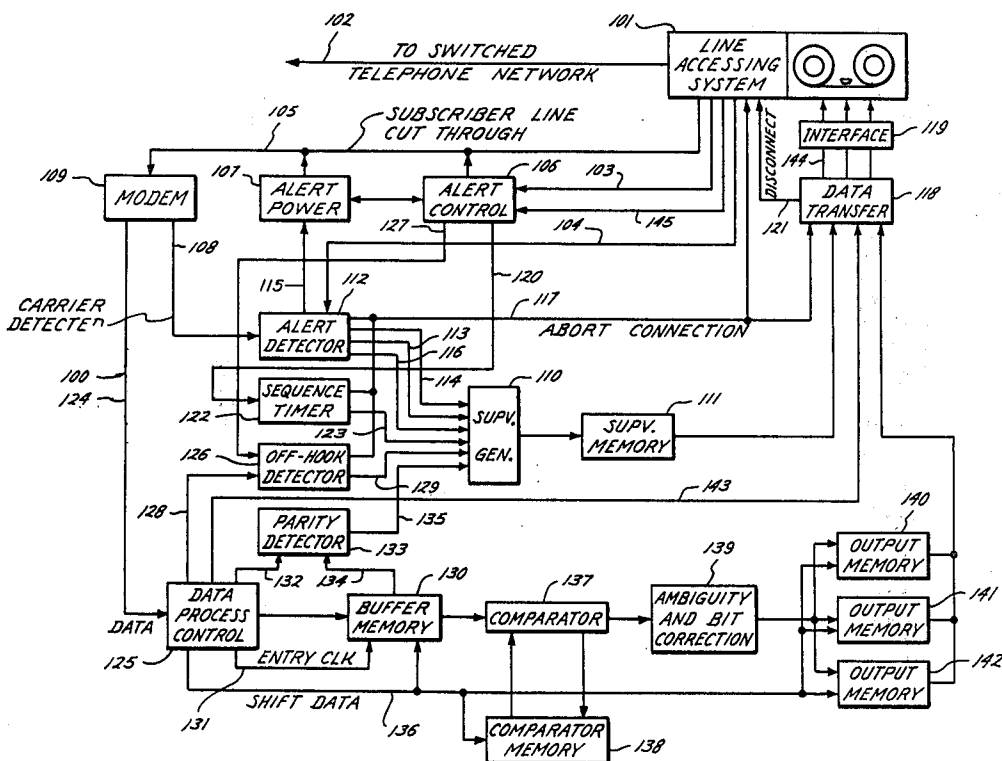 101
102
TO SWITCHED
TELEPHONE NETWORK
LINE
ACCESSING
SYSTEM
105
SUBSCRIBER LINE
CUT THROUGH
106
107
109
MODEM
ALERT
POWER
ALERT
CONTROL
103
145
104
127
120
108
115
112
DISCONNECT
144
INTERFACE
119
DATA
TRANSFER
118
121
CARRIER
DETECTED
ALERT
DETECTOR
117
ABORT CONNECTION
113
116
114
110
100
124
SEQUENCE
TIMER
122
123
SUPV.
GEN.
111
SUPV.
MEMORY
126
OFF-HOOK
DETECTOR
129
128
143
135
PARITY
DETECTOR
133
132
134
130
137
139
140
DATA
DATA
PROCESS
CONTROL
125
BUFFER
MEMORY
COMPARATOR
AMBIGUITY
AND BIT
CORRECTION
OUTPUT
MEMORY
141
OUTPUT
MEMORY
142
OUTPUT
MEMORY
ENTRY CLK
131
SHIFT DATA
136
COMPARATOR
MEMORY
138